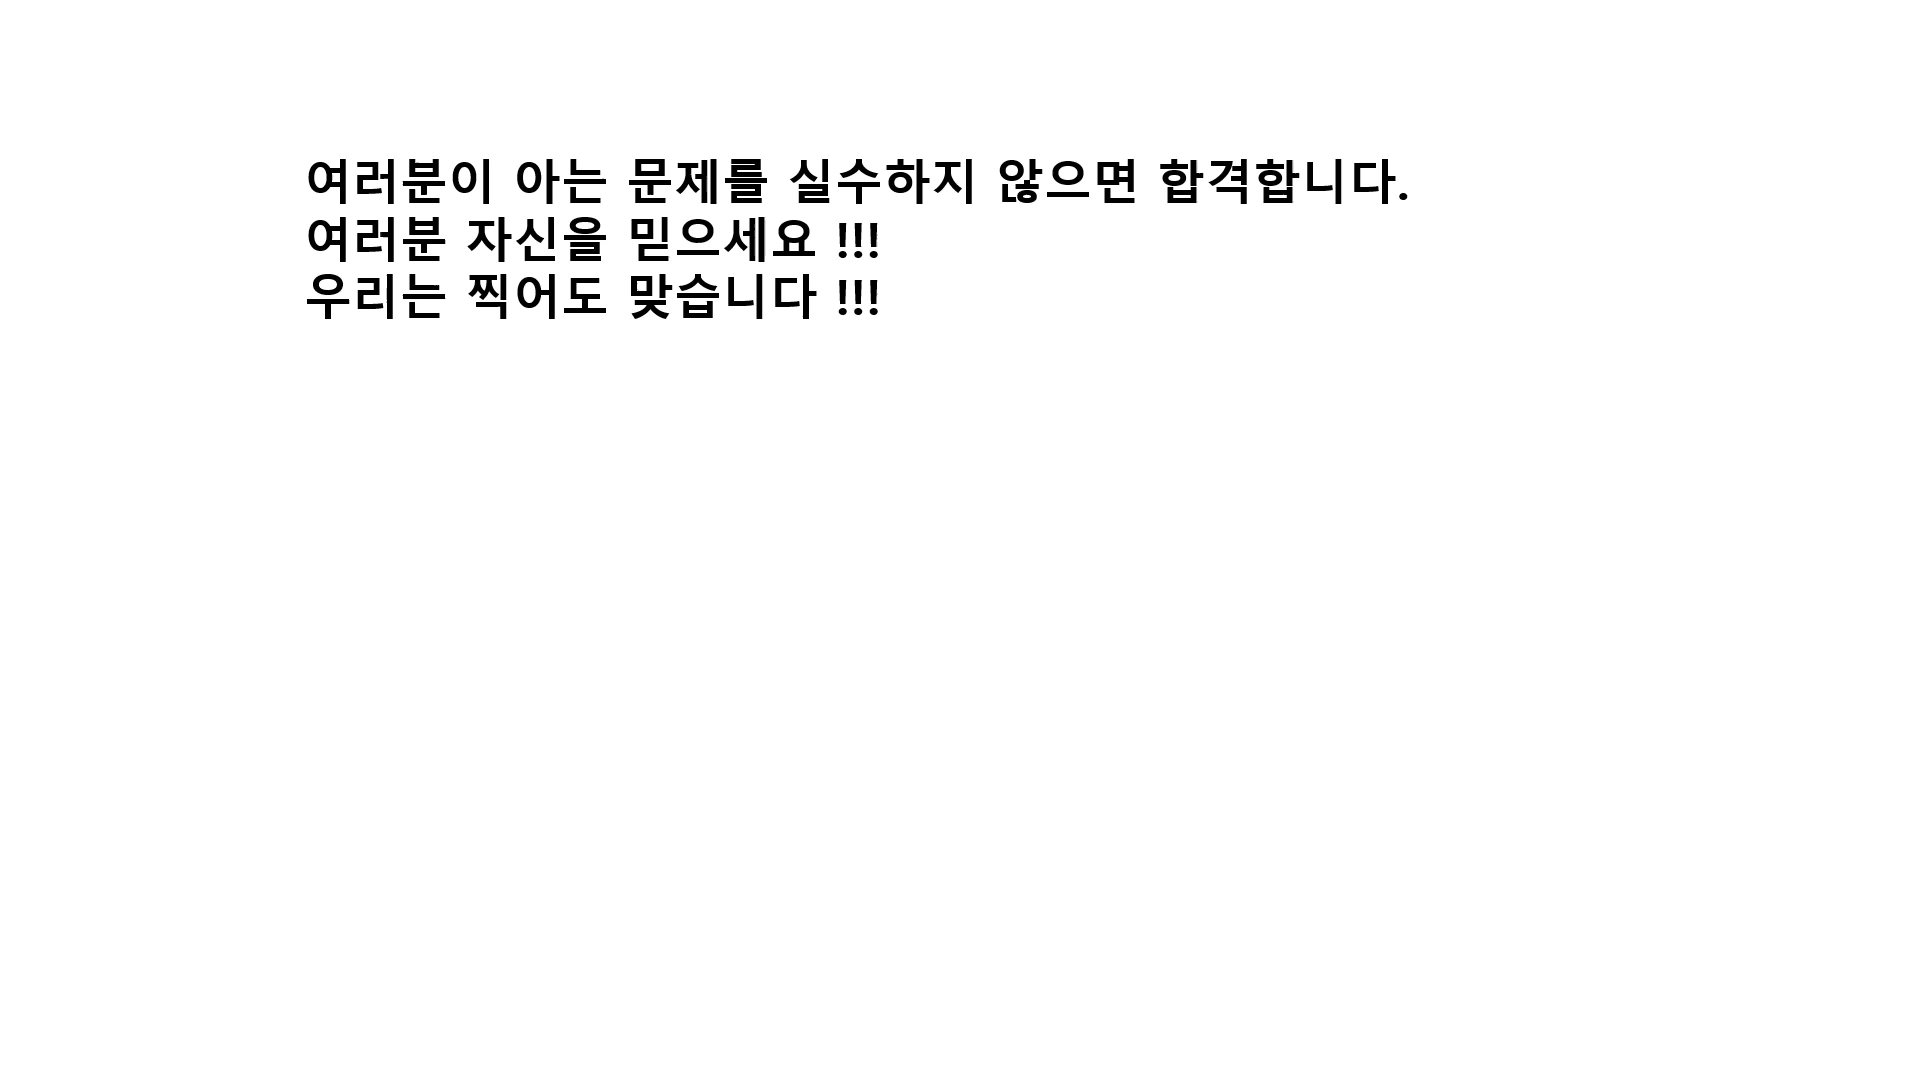 여러분이 아는 문제를 실수하지 않으면 합격합니다.
여러분 자신을 믿으세요 !!!
우리는 찍어도 맞습니다 !!!